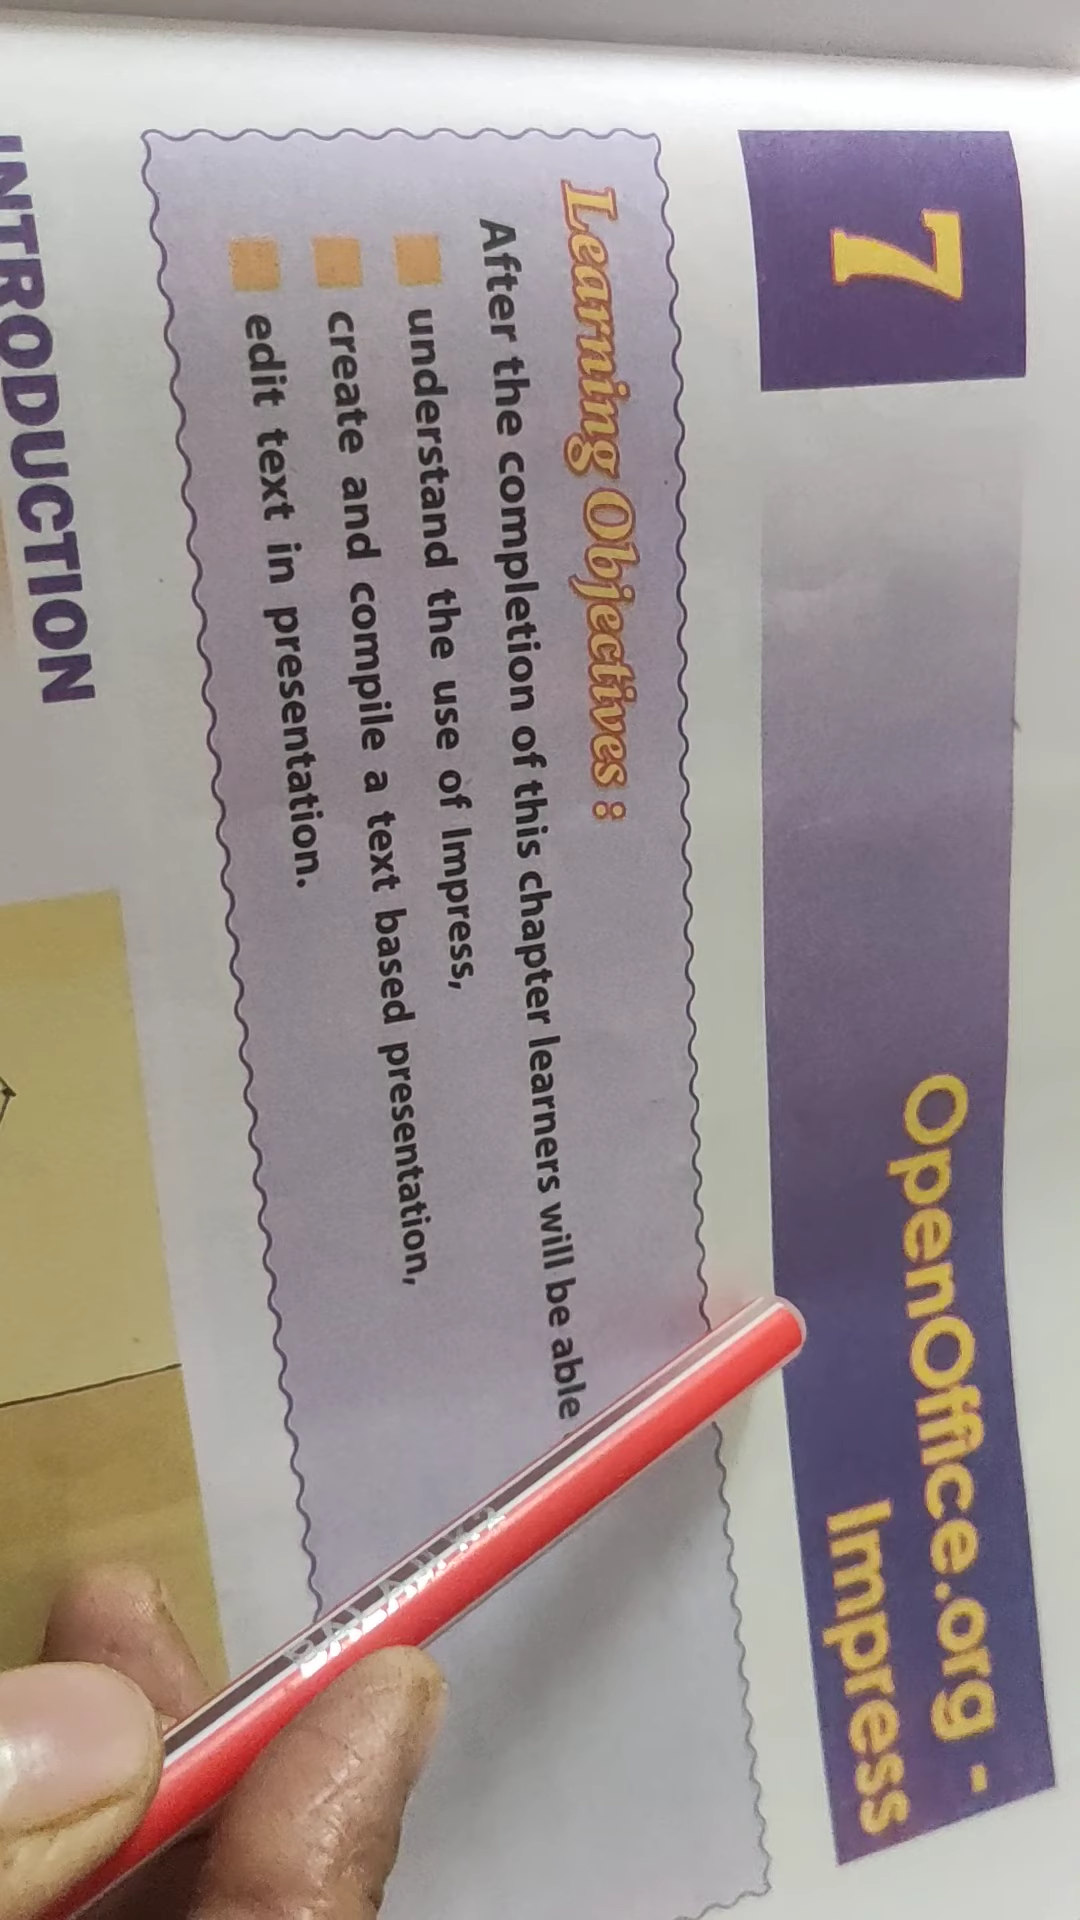 7
OpenOffice.org -
Impress
Learning Objectives :
After the completion of this chapter learners will be able
understand the use of Impress,
create and compile a text based presentation,
edit text in presentation.
INTRODUCTION